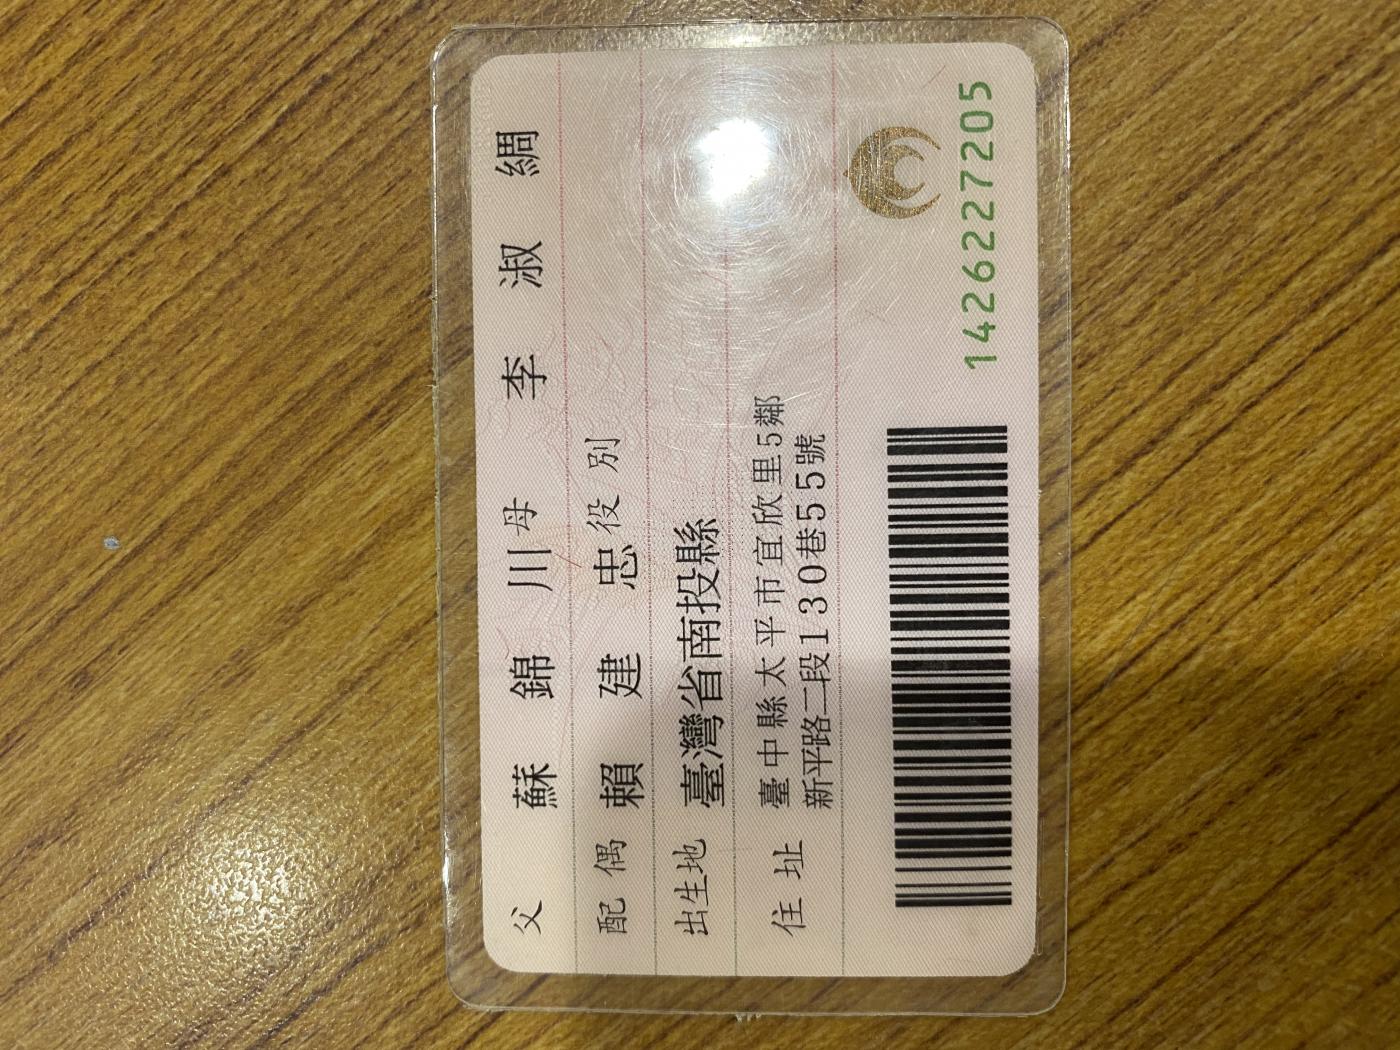 父 蘇錦川 母 李淑綢
配偶 賴建忠 役別
出生地 臺灣省南投縣
住址 臺中縣太平市宜欣里5鄰
新平路二段130巷55號
1426227205